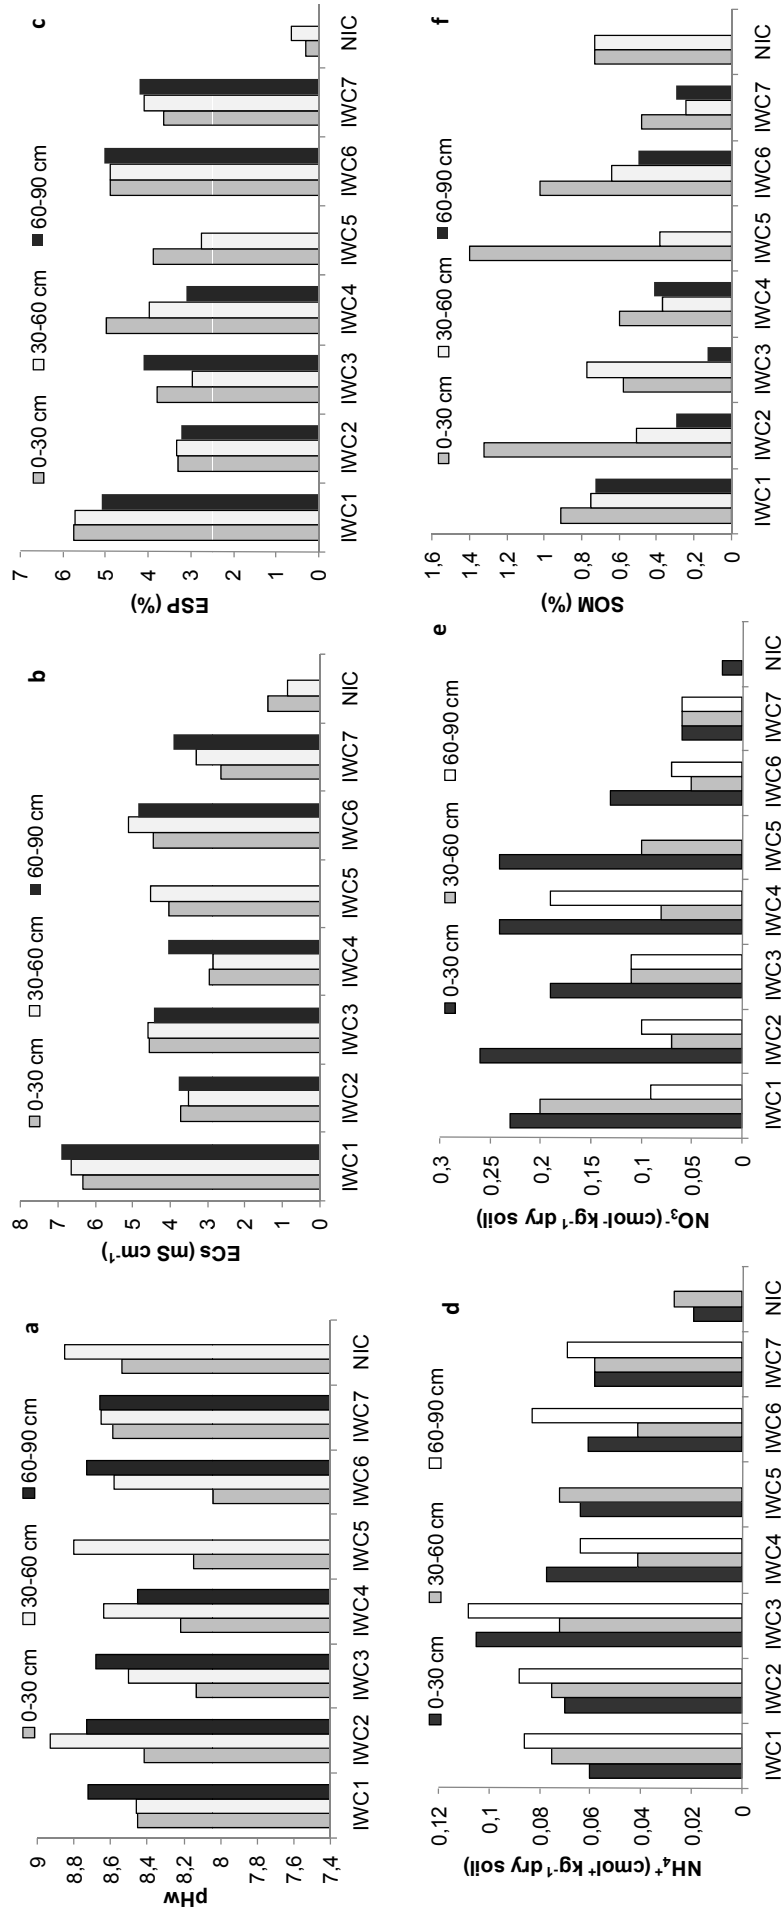 a
0-30 cm 30-60 cm 60-90 cm
pHw
9
8,8
8,6
8,4
8,2
8
7,8
7,6
7,4
IWC1 IWC2 IWC3 IWC4 IWC5 IWC6 IWC7 NIC
b
0-30 cm 30-60 cm 60-90 cm
ECs (mS cm⁻¹)
8
7
6
5
4
3
2
1
0
IWC1 IWC2 IWC3 IWC4 IWC5 IWC6 IWC7 NIC
c
0-30 cm 30-60 cm 60-90 cm
ESP (%)
7
6
5
4
3
2
1
0
IWC1 IWC2 IWC3 IWC4 IWC5 IWC6 IWC7 NIC
d
0-30 cm 30-60 cm 60-90 cm
NH₄⁺ (cmol⁺ kg⁻¹ dry soil)
0,12
0,1
0,08
0,06
0,04
0,02
0
IWC1 IWC2 IWC3 IWC4 IWC5 IWC6 IWC7 NIC
e
0-30 cm 30-60 cm 60-90 cm
NO₃⁻ (cmol⁻ kg⁻¹ dry soil)
0,3
0,25
0,2
0,15
0,1
0,05
0
IWC1 IWC2 IWC3 IWC4 IWC5 IWC6 IWC7 NIC
f
0-30 cm 30-60 cm 60-90 cm
SOM (%)
1,6
1,4
1,2
1
0,8
0,6
0,4
0,2
0
IWC1 IWC2 IWC3 IWC4 IWC5 IWC6 IWC7 NIC